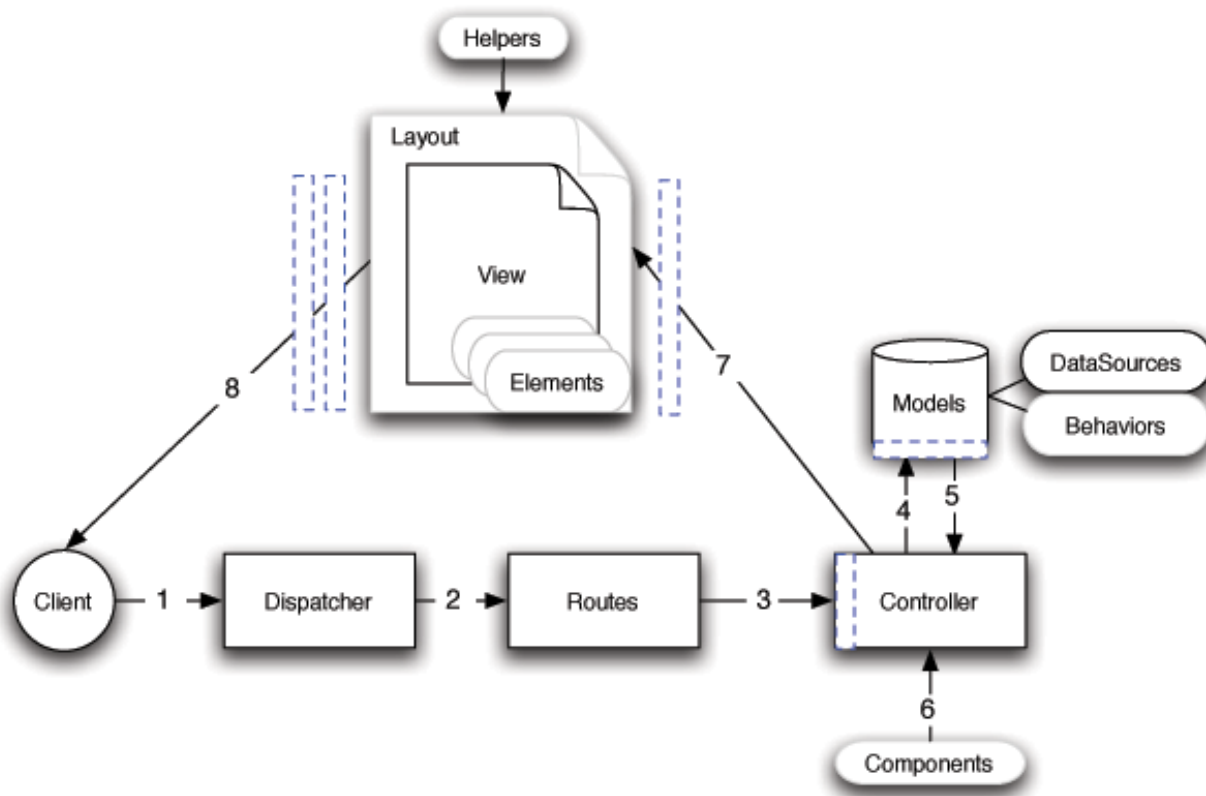 Helpers
Layout
View
Elements
8
7
Models
DataSources
Behaviors
4
5
Client
1
Dispatcher
2
Routes
3
Controller
6
Components